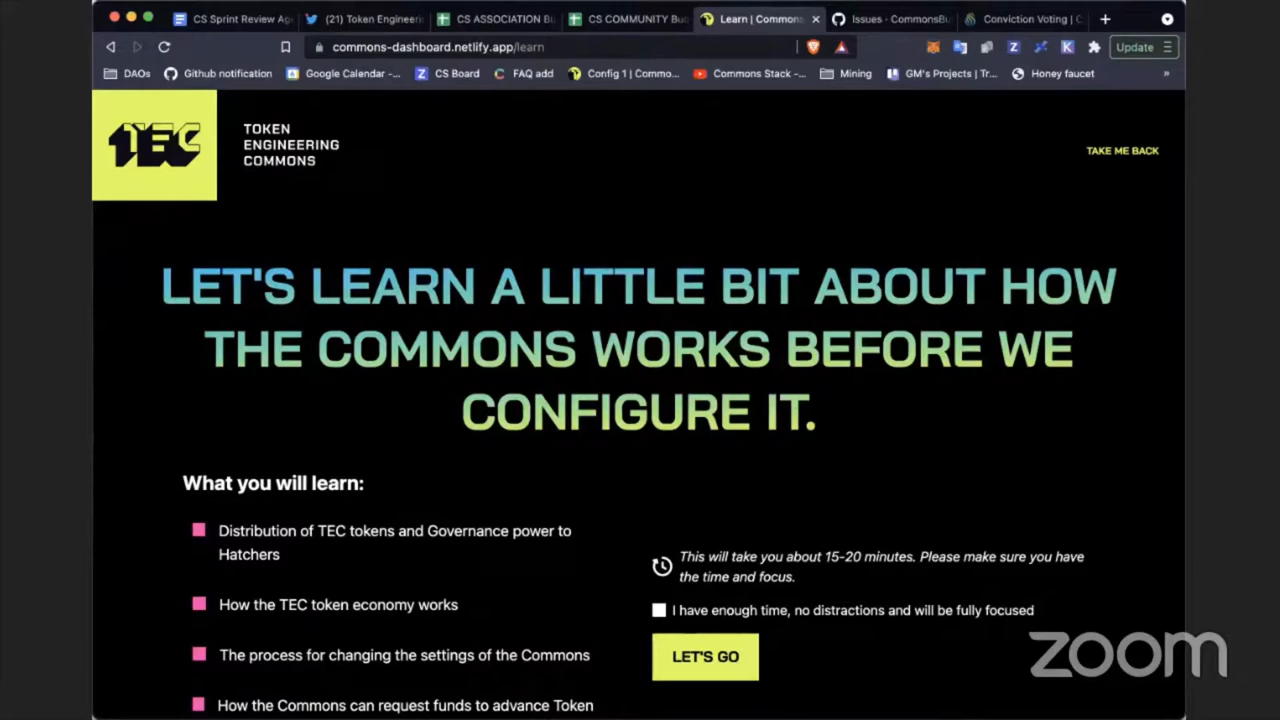 CS Sprint Review Ag
(21) Token Engineeri
CS ASSOCIATION Bu
CS COMMUNITY Bud
Learn | Commons
Issues - CommonsBu
Conviction Voting | C
commons-dashboard.netlify.app/learn
Update
DAOs
Github notification
Google Calendar -...
CS Board
FAQ add
Config 1 | Commo...
Commons Stack -...
Mining
GM's Projects | Tr...
Honey faucet
TEC
TOKEN
ENGINEERING
COMMONS
TAKE ME BACK
LET'S LEARN A LITTLE BIT ABOUT HOW
THE COMMONS WORKS BEFORE WE
CONFIGURE IT.
What you will learn:
Distribution of TEC tokens and Governance power to
Hatchers
How the TEC token economy works
The process for changing the settings of the Commons
How the Commons can request funds to advance Token
This will take you about 15-20 minutes. Please make sure you have
the time and focus.
I have enough time, no distractions and will be fully focused
LET'S GO
zoom